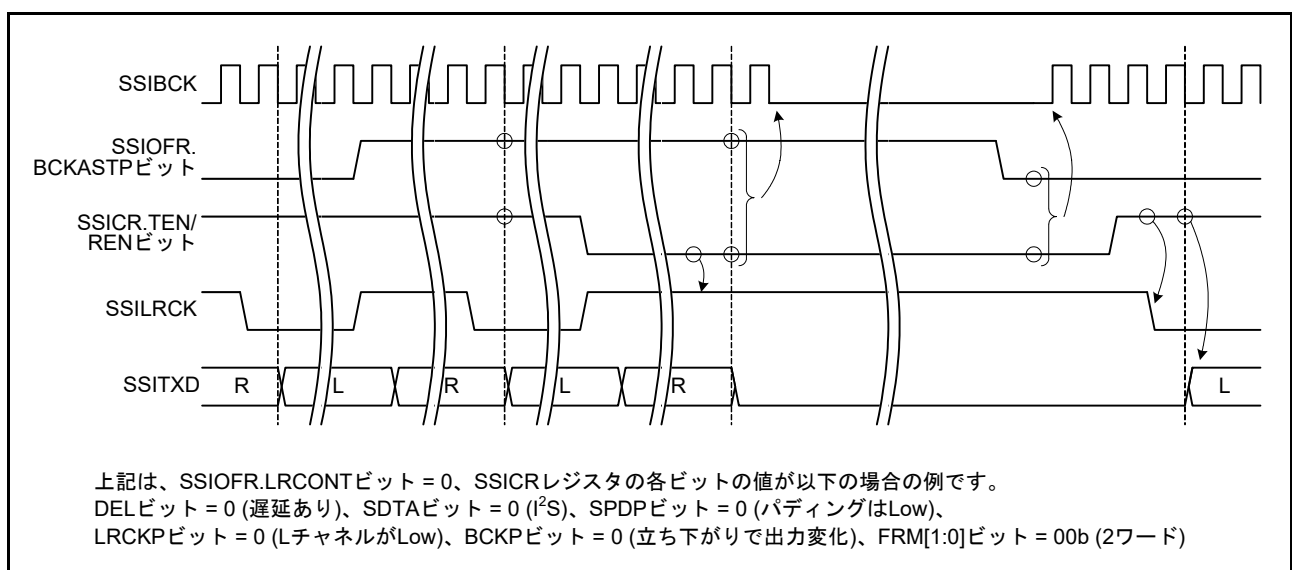 SSIBCK
SSIOFR.
BCKASTPビット
SSICR.TEN/
RENビット
SSILRCK
SSITXD R L R L R L
上記は、SSIOFR.LRCONTビット = 0、SSICRレジスタの各ビットの値が以下の場合の例です。
DELビット = 0 (遅延あり)、SDTAビット = 0 (I²S)、SPDPビット = 0 (パディングはLow)、
LRCKPビット = 0 (LチャネルがLow)、BCKPビット = 0 (立ち下がりで出力変化)、FRM[1:0]ビット = 00b (2ワード)